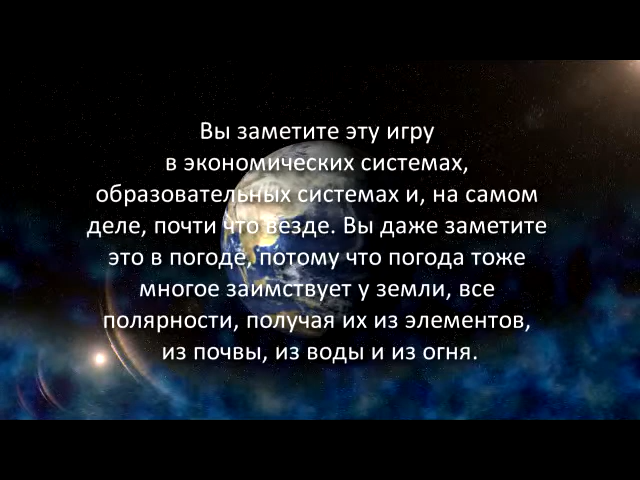 Вы заметите эту игру
в экономических системах,
образовательных системах и, на самом
деле, почти что везде. Вы даже заметите
это в погоде, потому что погода тоже
многое заимствует у земли, все
полярности, получая их из элементов,
из почвы, из воды и из огня.